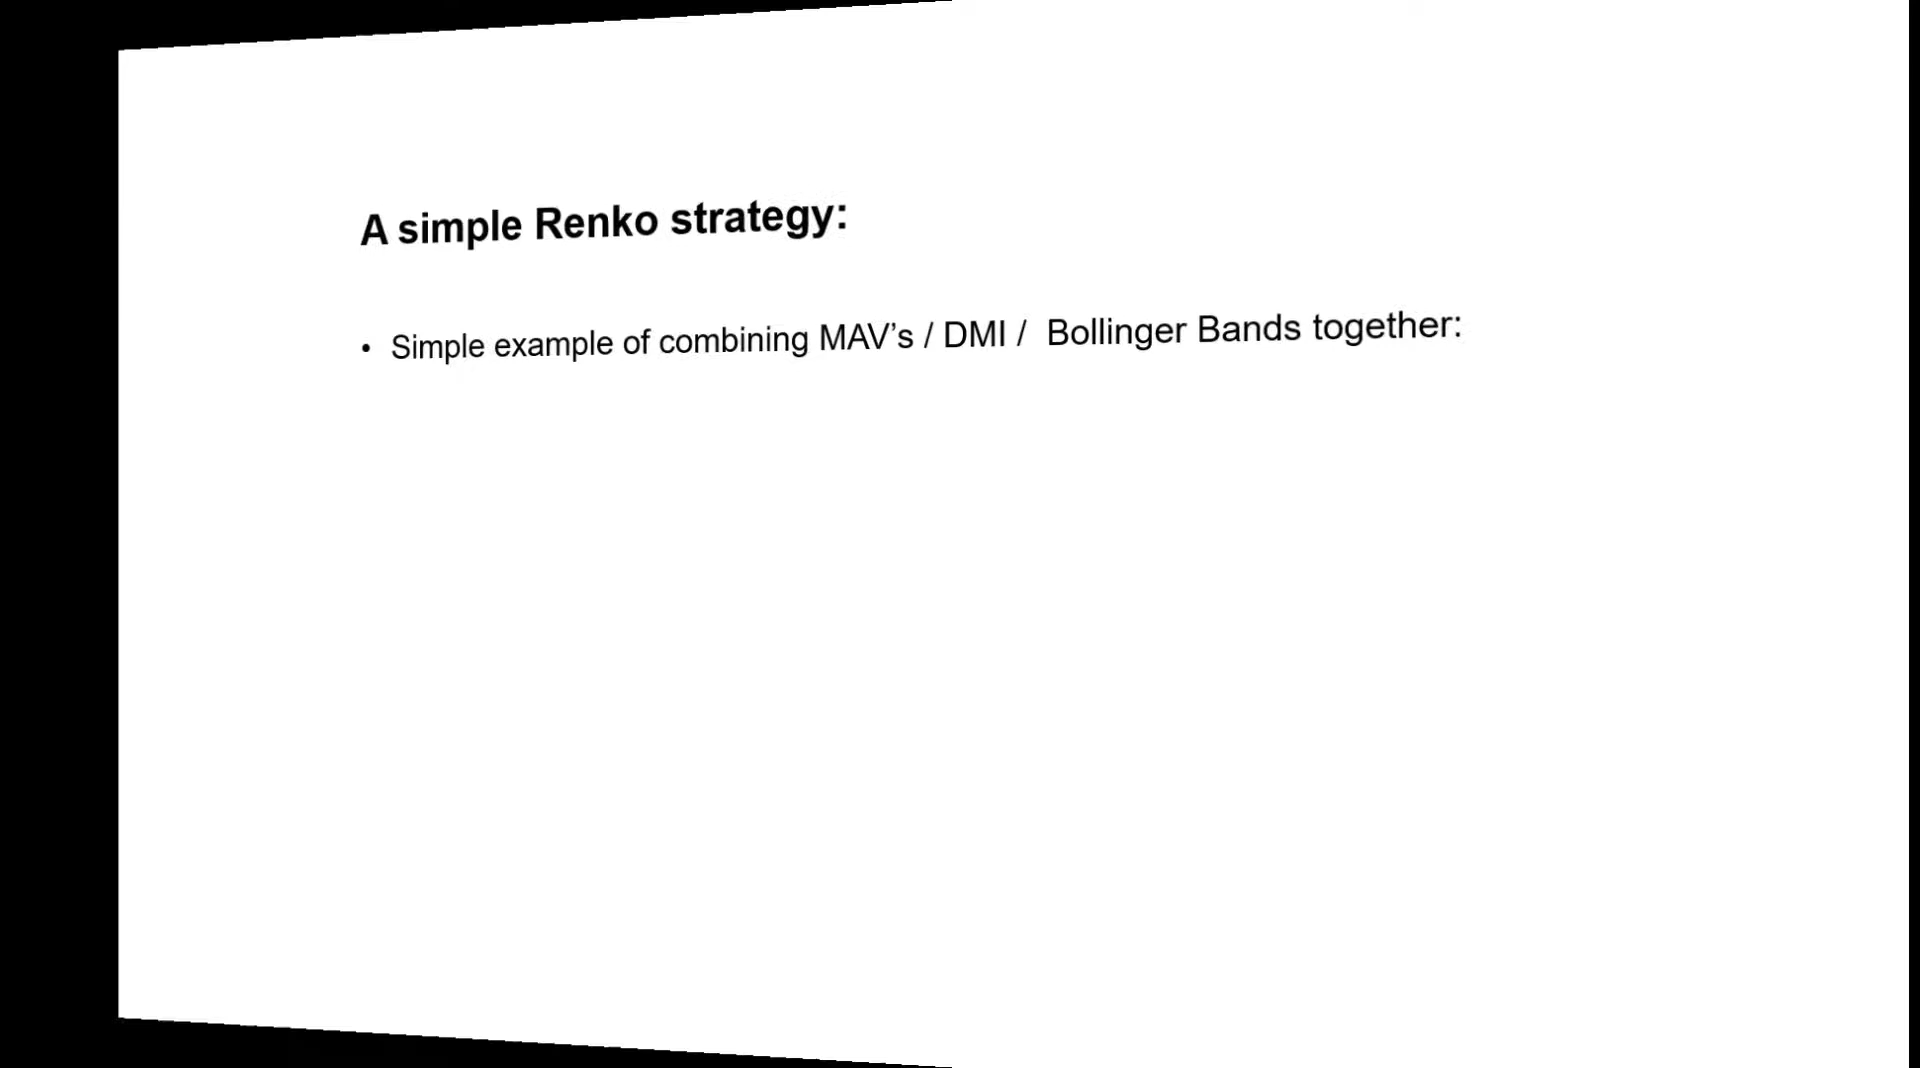 A simple Renko strategy:
• Simple example of combining MAV’s / DMI /  Bollinger Bands together: